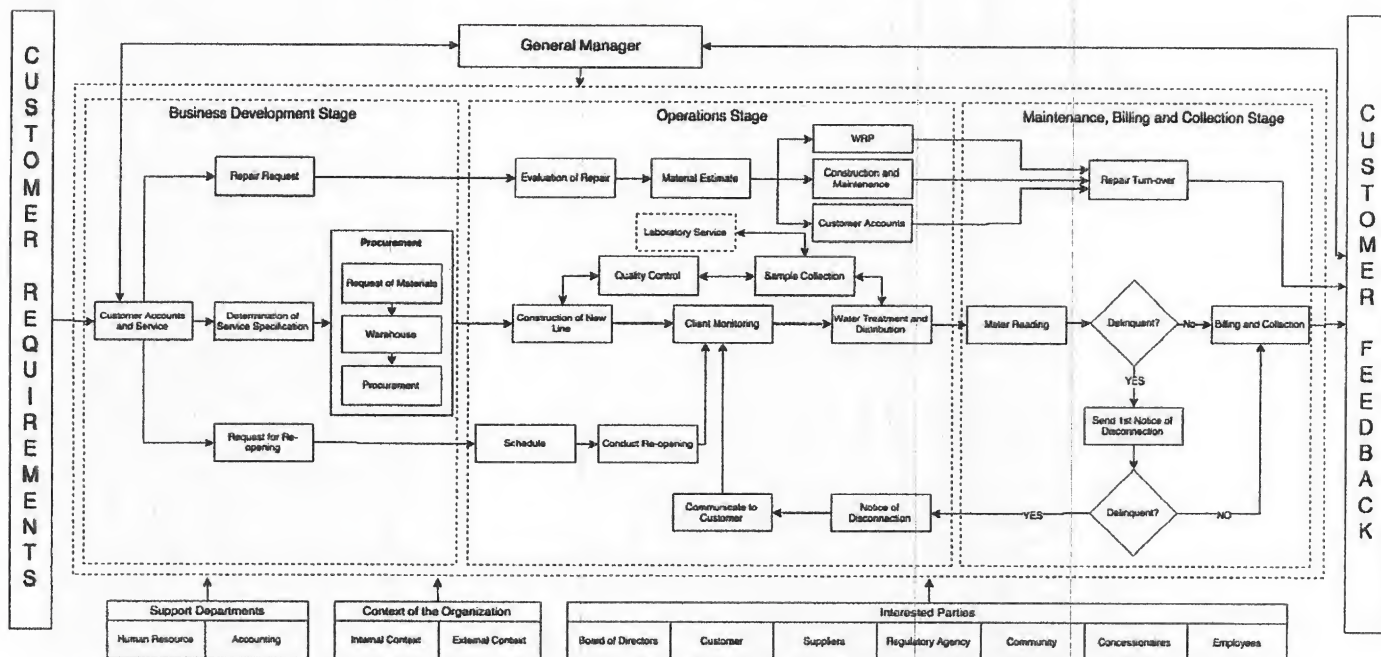 CUSTOMER REQUIREMENTS
General Manager
Business Development Stage
Operations Stage
Maintenance, Billing and Collection Stage
WRP
Repair Request
Evaluation of Repair
Material Estimate
Construction and
Maintenance
Repair Turn-over
Customer Accounts
Laboratory Service
Procurement
Request of Materials
Quality Control
Sample Collection
Customer Accounts
and Service
Determination of
Service Specification
Warehouse
Construction of New
Line
Client Monitoring
Water Treatment and
Distribution
Meter Reading
Delinquent?
No
Billing and Collection
Procurement
YES
Send 1st Notice of
Disconnection
Request for Re-
opening
Schedule
Conduct Re-opening
Communicate to
Customer
Notice of
Disconnection
YES
Delinquent?
NO
CUSTOMER FEEDBACK
Support Departments
Human Resource
Accounting
Context of the Organization
Internal Context
External Context
Interested Parties
Board of Directors
Customer
Suppliers
Regulatory Agency
Community
Concessionaires
Employees